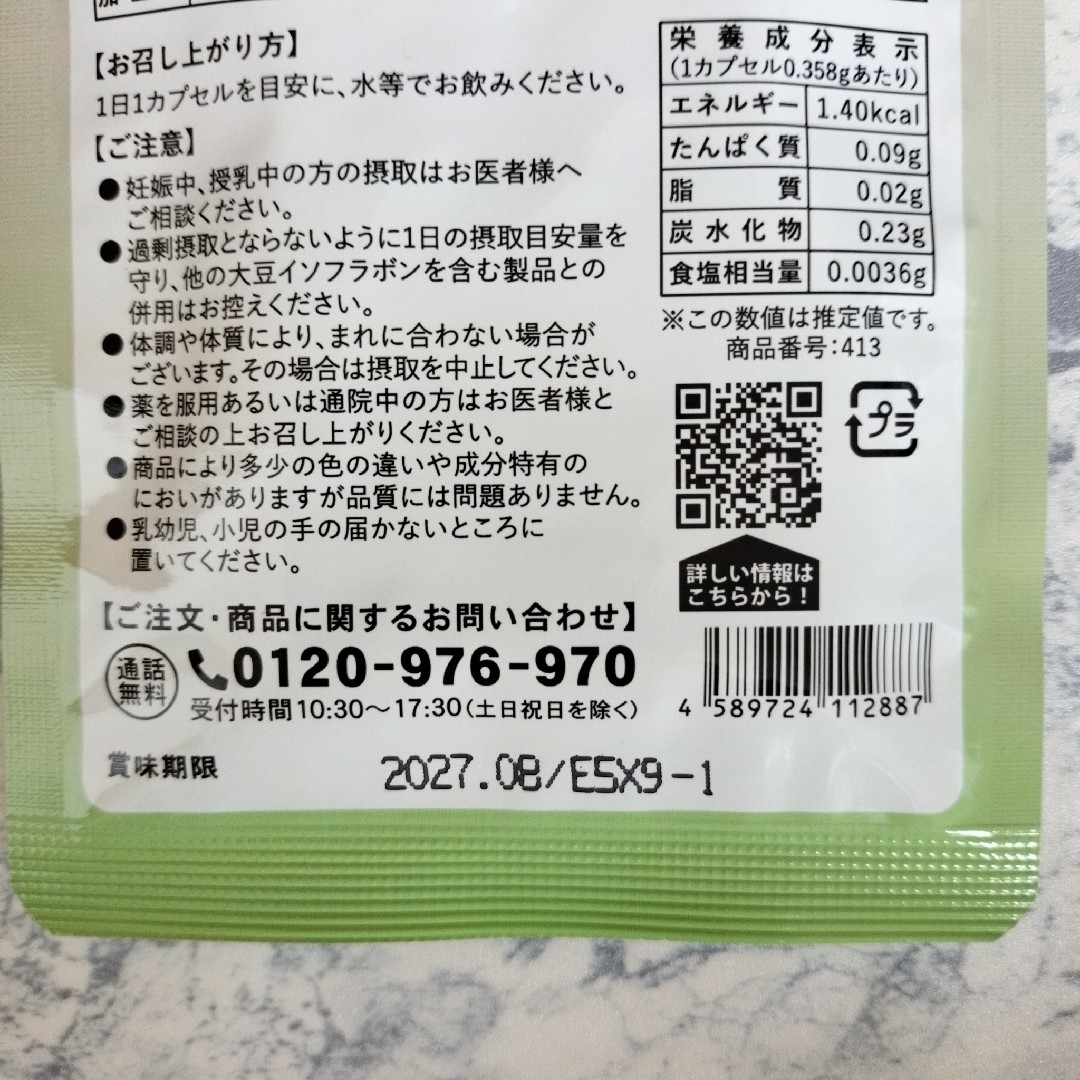 【お召し上がり方】
1日1カプセルを目安に、水等でお飲みください。
【ご注意】
●妊娠中、授乳中の方の摂取はお医者様へ
ご相談ください。
●過剰摂取とならないように1日の摂取目安量を
守り、他の大豆イソフラボンを含む製品との
併用はお控えください。
●体調や体質により、まれに合わない場合が
ございます。その場合は摂取を中止してください。
●薬を服用あるいは通院中の方はお医者様と
ご相談の上お召し上がりください。
●商品により多少の色の違いや成分特有の
においがありますが品質には問題ありません。
●乳幼児、小児の手の届かないところに
置いてください。
栄養成分表示
(1カプセル0.358gあたり)
エネルギー 1.40kcal
たんぱく質 0.09g
脂質 0.02g
炭水化物 0.23g
食塩相当量 0.0036g
※この数値は推定値です。
商品番号:413
プラ
詳しい情報は
こちらから!
【ご注文・商品に関するお問い合わせ】
通話
無料
0120-976-970
受付時間10:30～17:30(土日祝日を除く)
4 589724 112887
賞味期限 2027.08/ESX9-1